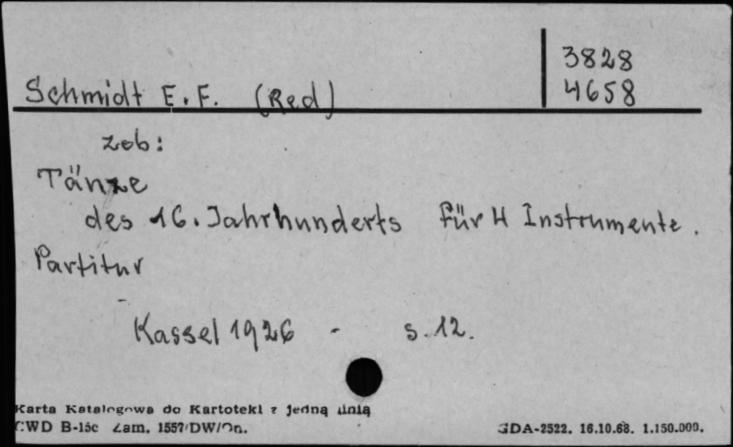 3828
Schmidt E. F. (Red) 4658
zob:
Tänze
des 16. Jahrhunderts für 4 Instrumente.
Partitur
Kassel 1926 - s. 12.
Karta Katalogowa do Kartoteki z jedną linią
CWD B-15c Zam. 1557/DW/On. GDA-2522. 16.10.68. 1.150.000.